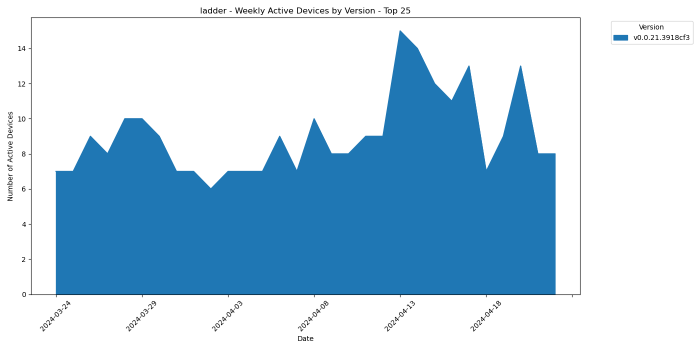 ladder - Weekly Active Devices by Version - Top 25
Version
v0.0.21.3918cf3
Number of Active Devices
14
12
10
8
6
4
2
0
2024-03-24
2024-03-29
2024-04-03
2024-04-08
2024-04-13
2024-04-18
Date